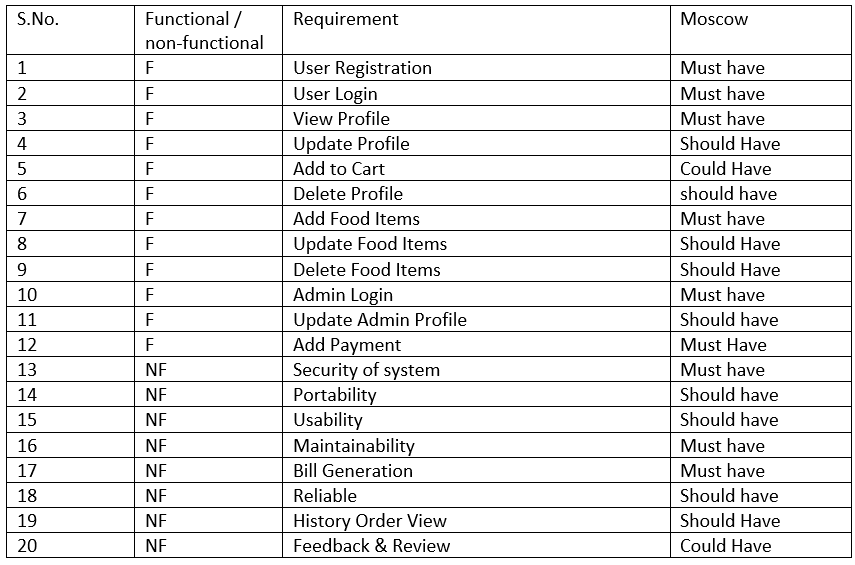 S.No. Functional / non-functional Requirement Moscow
1 F User Registration Must have
2 F User Login Must have
3 F View Profile Must have
4 F Update Profile Should Have
5 F Add to Cart Could Have
6 F Delete Profile should have
7 F Add Food Items Must have
8 F Update Food Items Should Have
9 F Delete Food Items Should Have
10 F Admin Login Must have
11 F Update Admin Profile Should have
12 F Add Payment Must Have
13 NF Security of system Must have
14 NF Portability Should have
15 NF Usability Should have
16 NF Maintainability Must have
17 NF Bill Generation Must have
18 NF Reliable Should have
19 NF History Order View Should Have
20 NF Feedback & Review Could Have